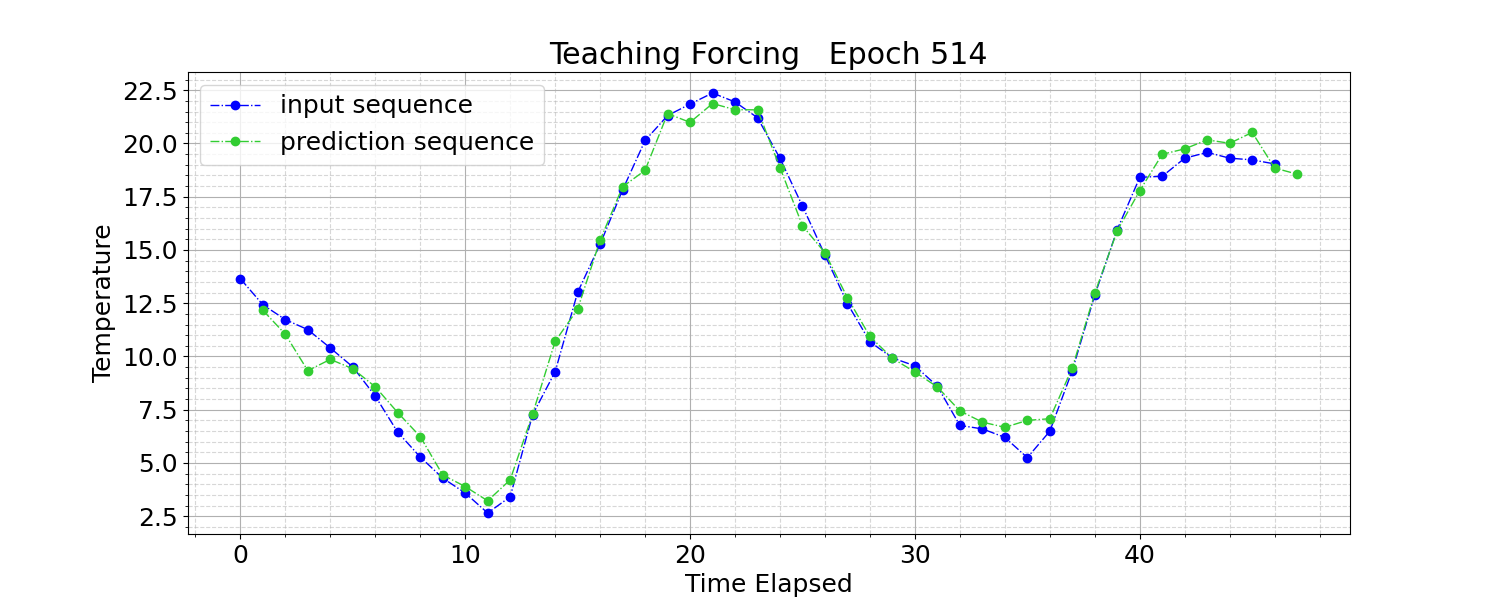 Teaching Forcing   Epoch 514
input sequence
prediction sequence
Temperature
22.5
20.0
17.5
15.0
12.5
10.0
7.5
5.0
2.5
0 10 20 30 40
Time Elapsed